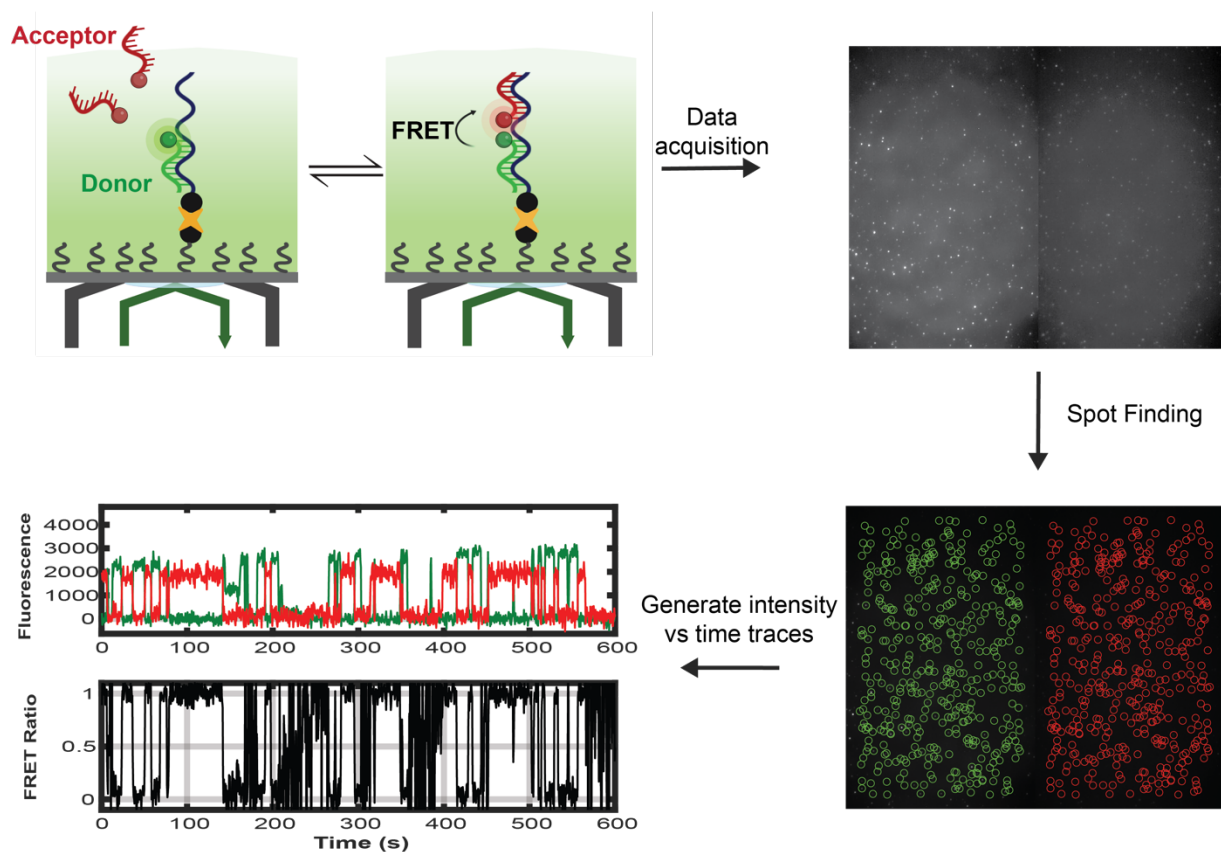 Acceptor
FRET
Donor
Data
acquisition
Spot Finding
Generate intensity
vs time traces
Fluorescence
4000
3000
2000
1000
0
0 100 200 300 400 500 600
FRET Ratio
1
0.5
0
0 100 200 300 400 500 600
Time (s)